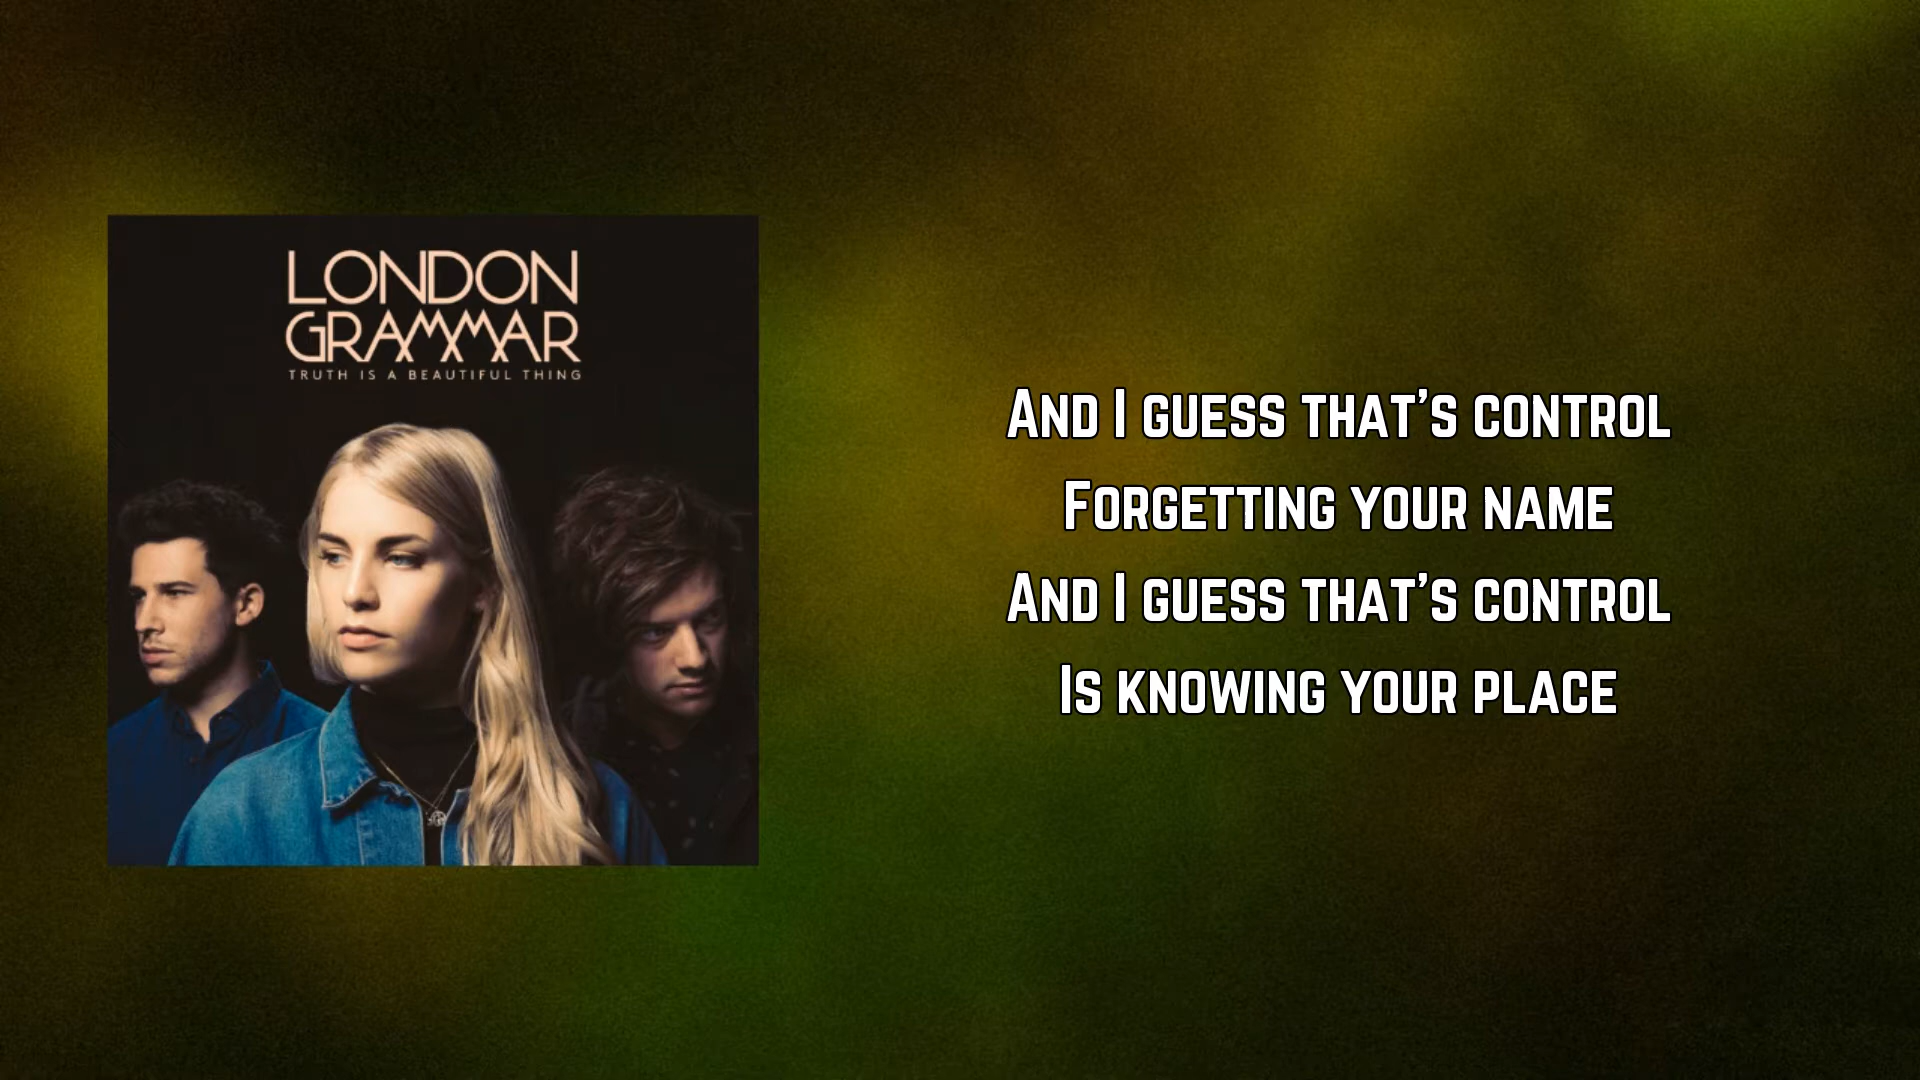 LONDON
GRAMMAR
TRUTH IS A BEAUTIFUL THING
And I guess that's control
Forgetting your name
And I guess that's control
Is knowing your place